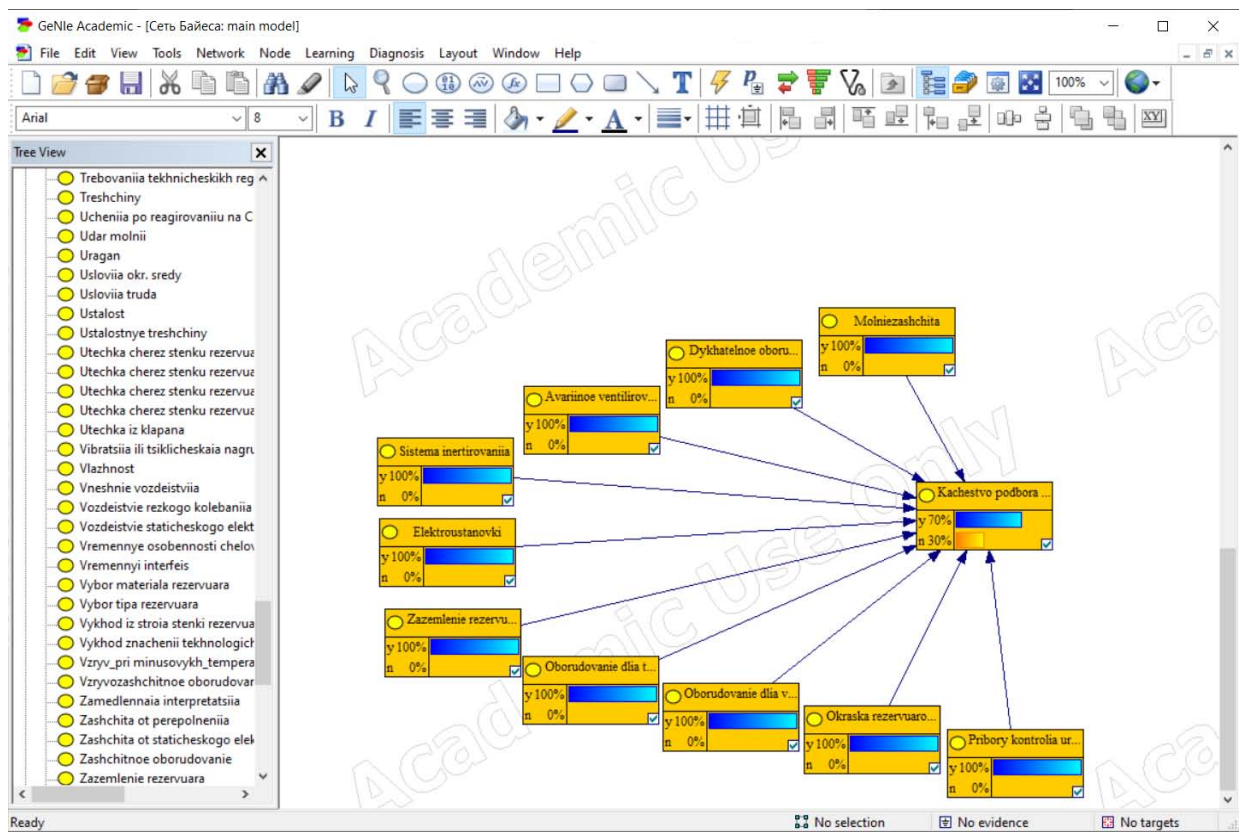 GeNIe Academic - [Сеть Байеса: main model]
File Edit View Tools Network Node Learning Diagnosis Layout Window Help
100%
Arial 8 B I A
Tree View
Trebovaniia tekhnicheskikh reg
Treshchiny
Ucheniia po reagirovaniiu na C
Udar molnii
Uragan
Usloviia okr. sredy
Usloviia truda
Ustalost
Ustalostnye treshchiny
Utechka cherez stenku rezervua
Utechka cherez stenku rezervua
Utechka cherez stenku rezervua
Utechka cherez stenku rezervua
Utechka iz klapana
Vibratsiia ili tsiklicheskaia nagru
Vlazhnost
Vneshnie vozdeistviia
Vozdeistvie rezkogo kolebaniia
Vozdeistvie staticheskogo elekt
Vremennye osobennosti chelov
Vremennyi interfeis
Vybor materiala rezervuara
Vybor tipa rezervuara
Vykhod iz stroia stenki rezervua
Vykhod znachenii tekhnologich
Vzryv_pri minusovykh_tempera
Vzryvozashchitnoe oborudovar
Zamedlennaia interpretatsiia
Zashchita ot perepolneniia
Zashchita ot staticheskogo elek
Zashchitnoe oborudovanie
Zazemlenie rezervuara
Academic Use Only
Molniezashchita
y 100%
n 0%
Dykhatelnoe oboru...
y 100%
n 0%
Avariinoe ventilirov...
y 100%
n 0%
Sistema inertirovaniia
y 100%
n 0%
Kachestvo podbora ...
y 70%
n 30%
Elektroustanovki
y 100%
n 0%
Zazemlenie rezervu...
y 100%
n 0%
Oborudovanie dlia t...
y 100%
n 0%
Oborudovanie dlia v...
y 100%
n 0%
Okraska rezervuaro...
y 100%
n 0%
Pribory kontrolia ur...
y 100%
n 0%
Ready No selection No evidence No targets